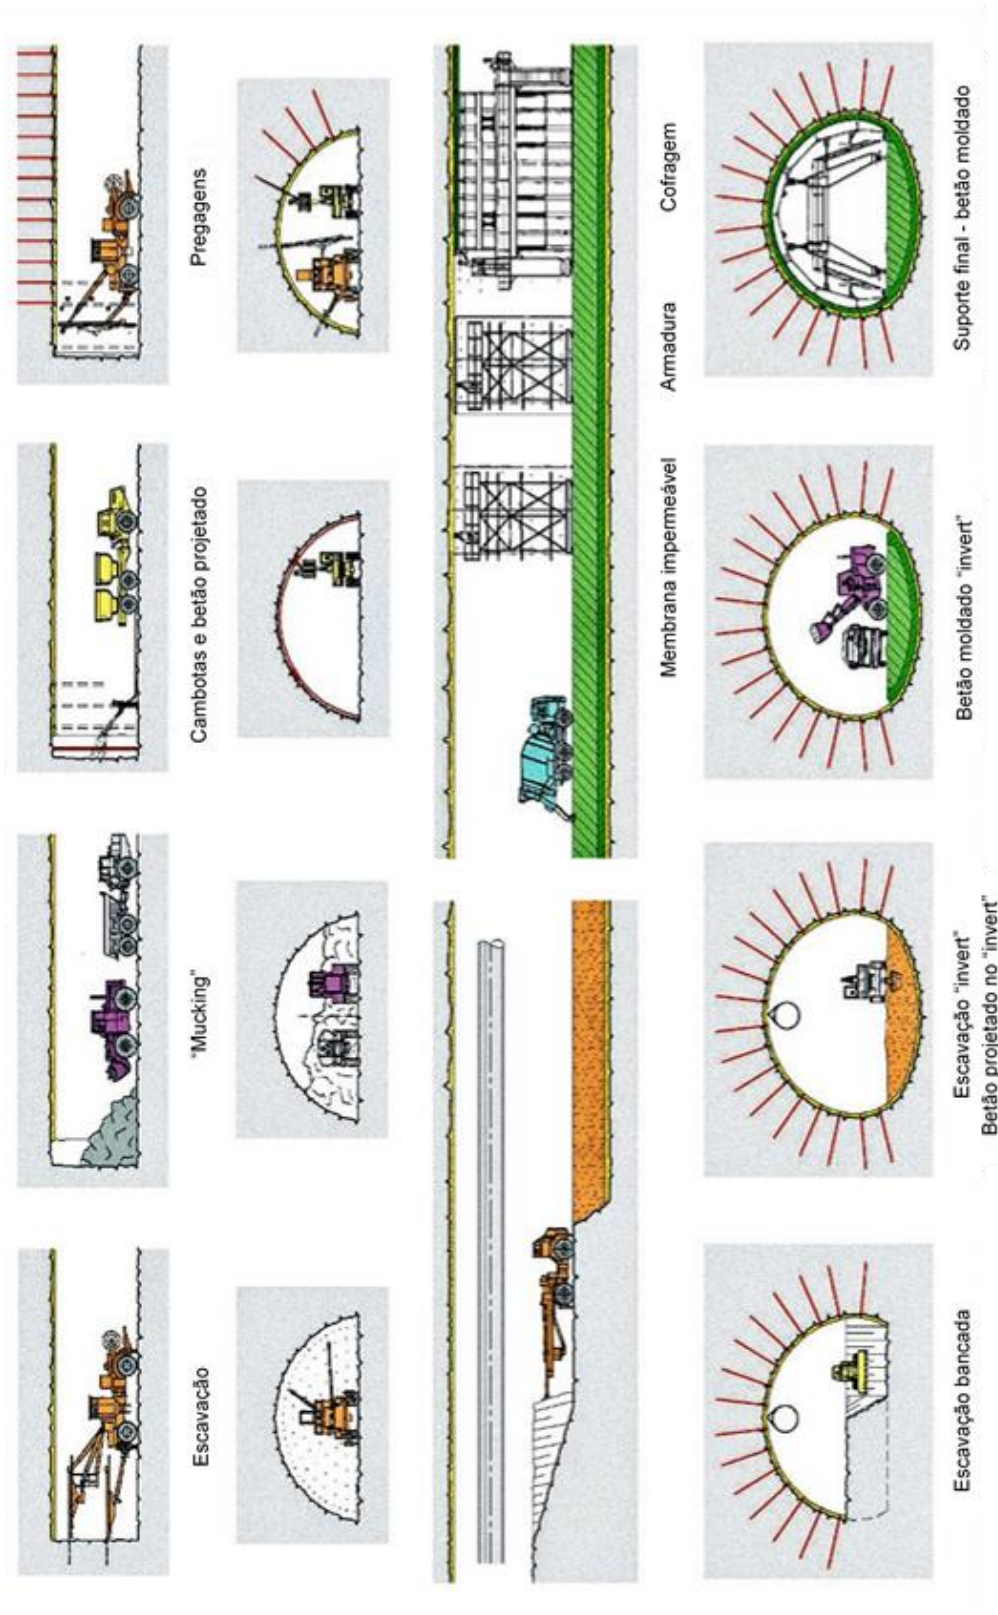 Escavação
"Mucking"
Cambotas e betão projetado
Pregagens
Membrana impermeável
Armadura
Cofragem
Escavação bancada
Escavação "invert"
Betão projetado no "invert"
Betão moldado "invert"
Suporte final - betão moldado